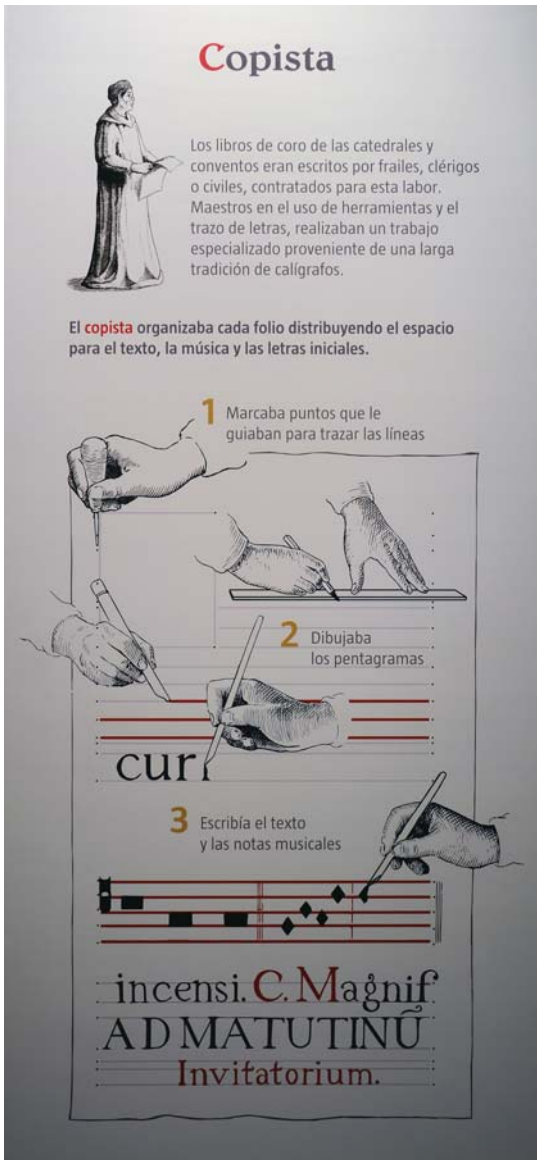 Copista
Los libros de coro de las catedrales y
conventos eran escritos por frailes, clérigos
o civiles, contratados para esta labor.
Maestros en el uso de herramientas y el
trazo de letras, realizaban un trabajo
especializado proveniente de una larga
tradición de calígrafos.
El copista organizaba cada folio distribuyendo el espacio
para el texto, la música y las letras iniciales.
1 Marcaba puntos que le
guiaban para trazar las líneas
2 Dibujaba
los pentagramas
curı
3 Escribía el texto
y las notas musicales
incensi. C. Magnif
AD MATUTINŨ
Invitatorium.